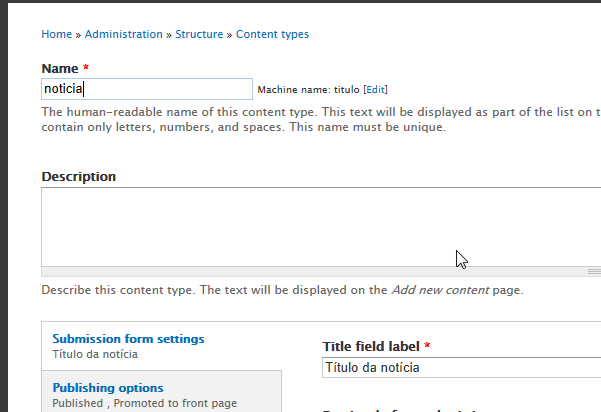 Home » Administration » Structure » Content types
Name *
noticia
Machine name: titulo [Edit]
The human-readable name of this content type. This text will be displayed as part of the list on t
contain only letters, numbers, and spaces. This name must be unique.
Description
Describe this content type. The text will be displayed on the Add new content page.
Submission form settings
Título da notícia
Title field label *
Título da notícia
Publishing options
Published , Promoted to front page